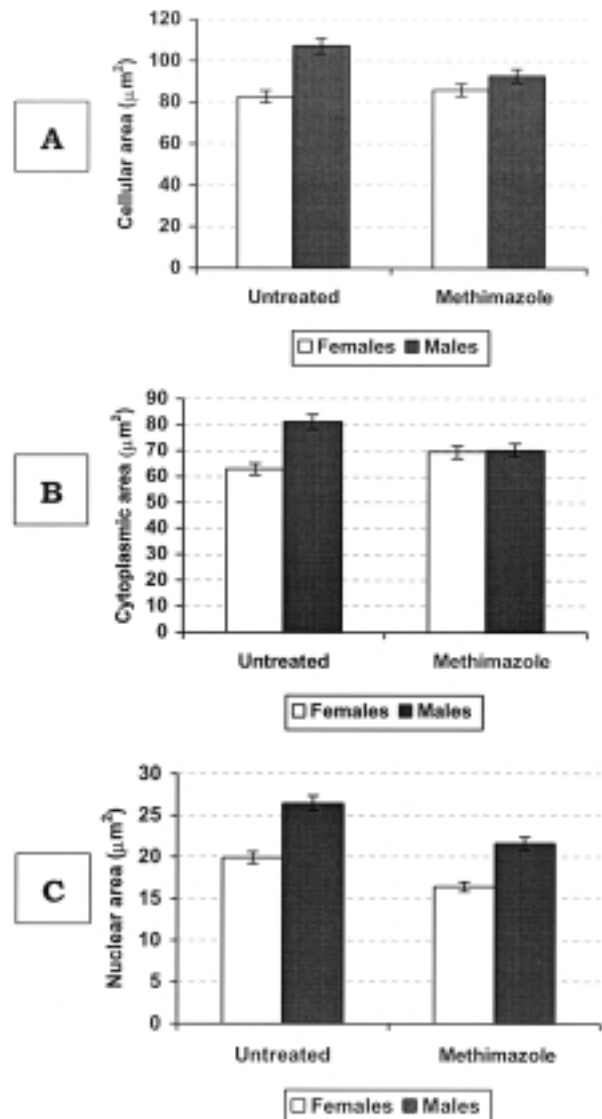 A
Cellular area (μm²)
120
100
80
60
40
20
0
Untreated Methimazole
Females Males
B
Cytoplasmic area (μm²)
90
80
70
60
50
40
30
20
10
0
Untreated Methimazole
Females Males
C
Nuclear area (μm²)
30
25
20
15
10
5
0
Untreated Methimazole
Females Males